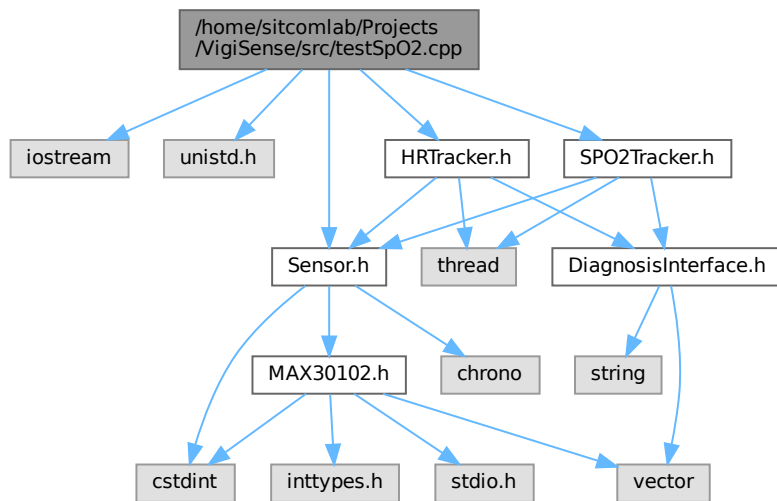 /home/sitcomlab/Projects
/VigiSense/src/testSpO2.cpp
iostream
unistd.h
HRTracker.h
SPO2Tracker.h
Sensor.h
thread
DiagnosisInterface.h
MAX30102.h
chrono
string
cstdint
inttypes.h
stdio.h
vector